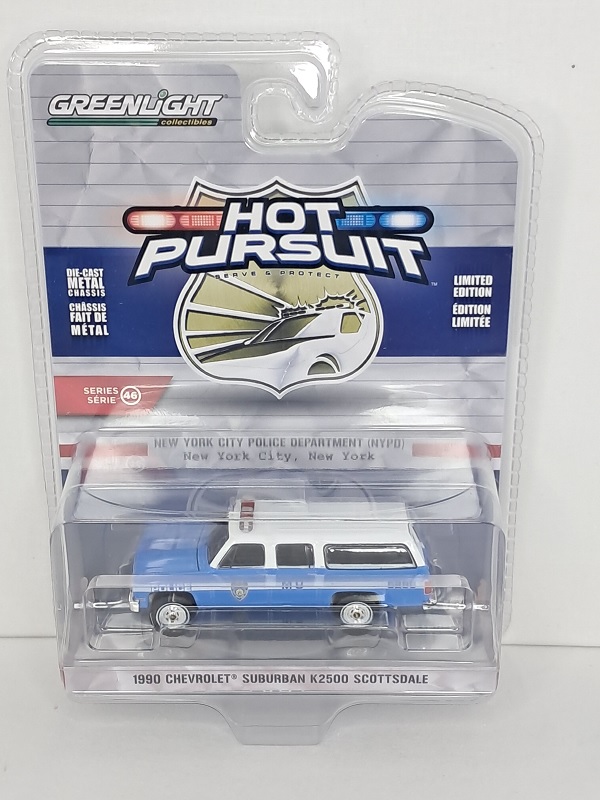 GREENLIGHT®
collectibles
HOT
PURSUIT™
SERVE & PROTECT
DIE-CAST
METAL
CHASSIS
CHÂSSIS
FAIT DE
MÉTAL
LIMITED
EDITION
ÉDITION
LIMITÉE
SERIES
SÉRIE 46
NEW YORK CITY POLICE DEPARTMENT (NYPD)
New York City, New York
POLICE
1990 CHEVROLET® SUBURBAN K2500 SCOTTSDALE